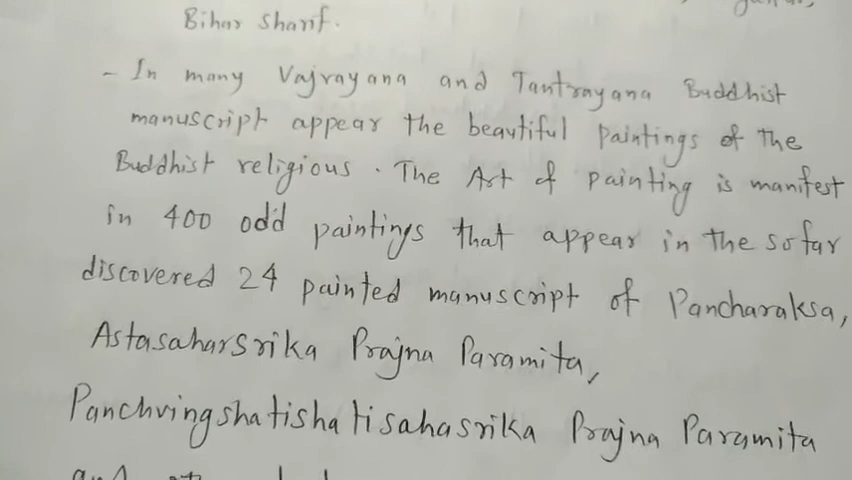 Bihar Sharif.
- In many Vajrayana and Tantrayana Buddhist
manuscript appear the beautiful paintings of the
Buddhist religious. The Art of painting is manifest
in 400 odd paintings that appear in the sofar
discovered 24 painted manuscript of Pancharaksa,
Astasaharsrika Prajna Paramita,
Panchvingshatishatisahasrika Prajna Paramita
and